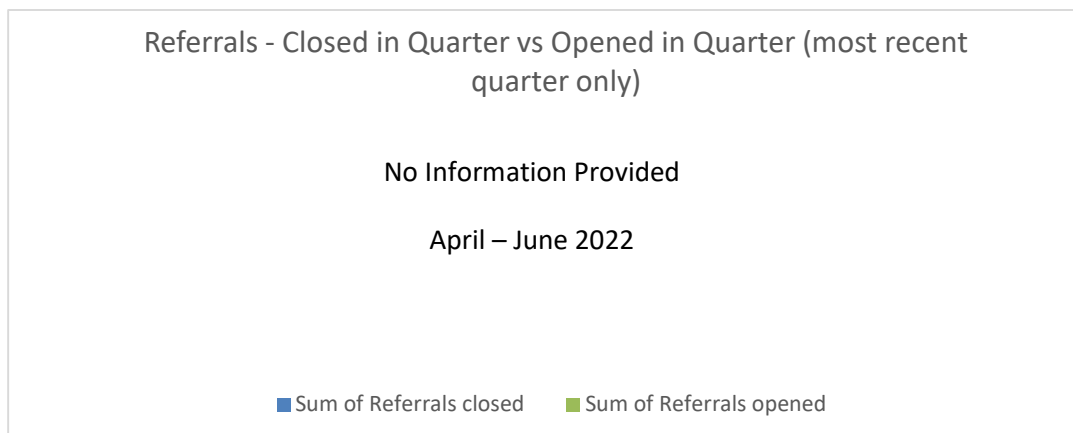 Referrals - Closed in Quarter vs Opened in Quarter (most recent
quarter only)
No Information Provided
April – June 2022
Sum of Referrals closed Sum of Referrals opened